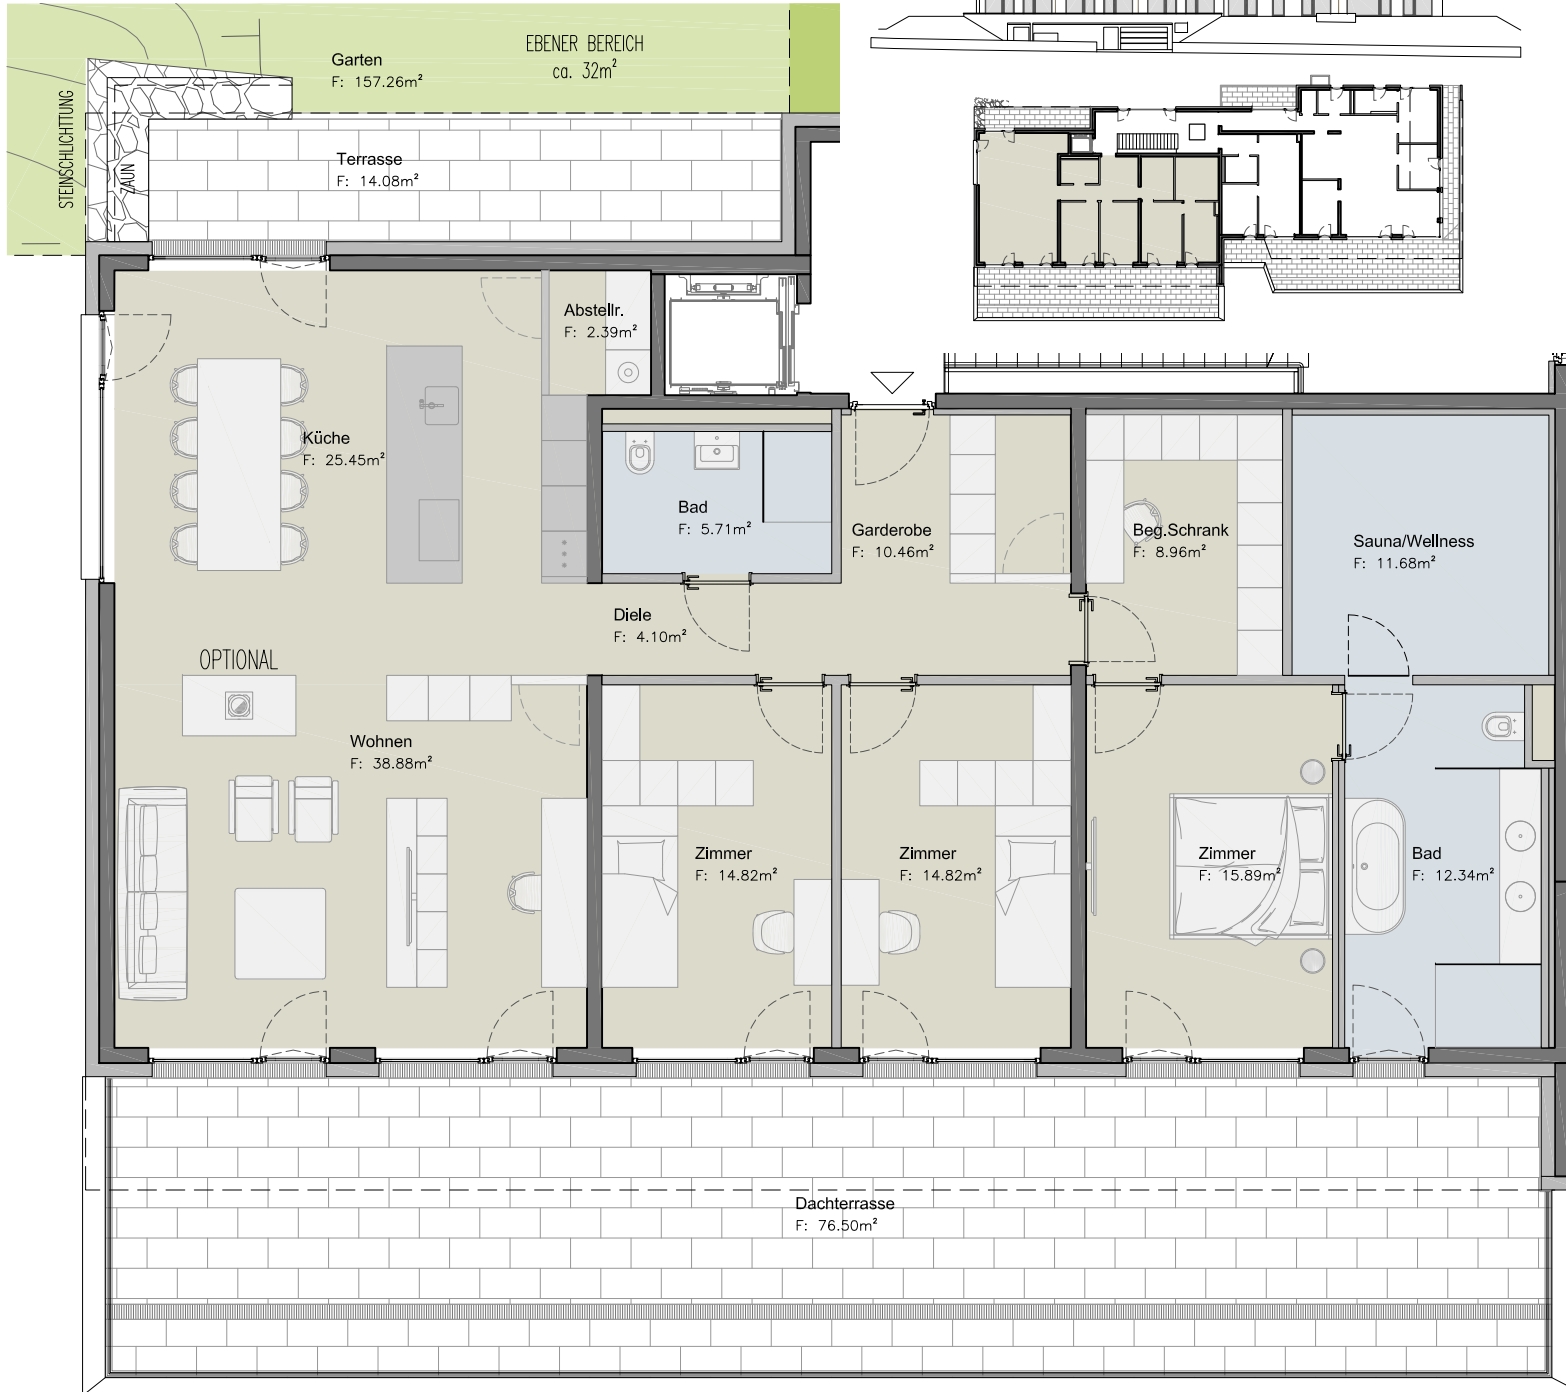 Garten
F: 157.26m²
EBENER BEREICH
ca. 32m²
STEINSCHLICHTTUNG
ZAUN
Terrasse
F: 14.08m²
Abstellr.
F: 2.39m²
Küche
F: 25.45m²
Bad
F: 5.71m²
Garderobe
F: 10.46m²
Beg.Schrank
F: 8.96m²
Sauna/Wellness
F: 11.68m²
Diele
F: 4.10m²
OPTIONAL
Wohnen
F: 38.88m²
Zimmer
F: 14.82m²
Zimmer
F: 14.82m²
Zimmer
F: 15.89m²
Bad
F: 12.34m²
Dachterrasse
F: 76.50m²